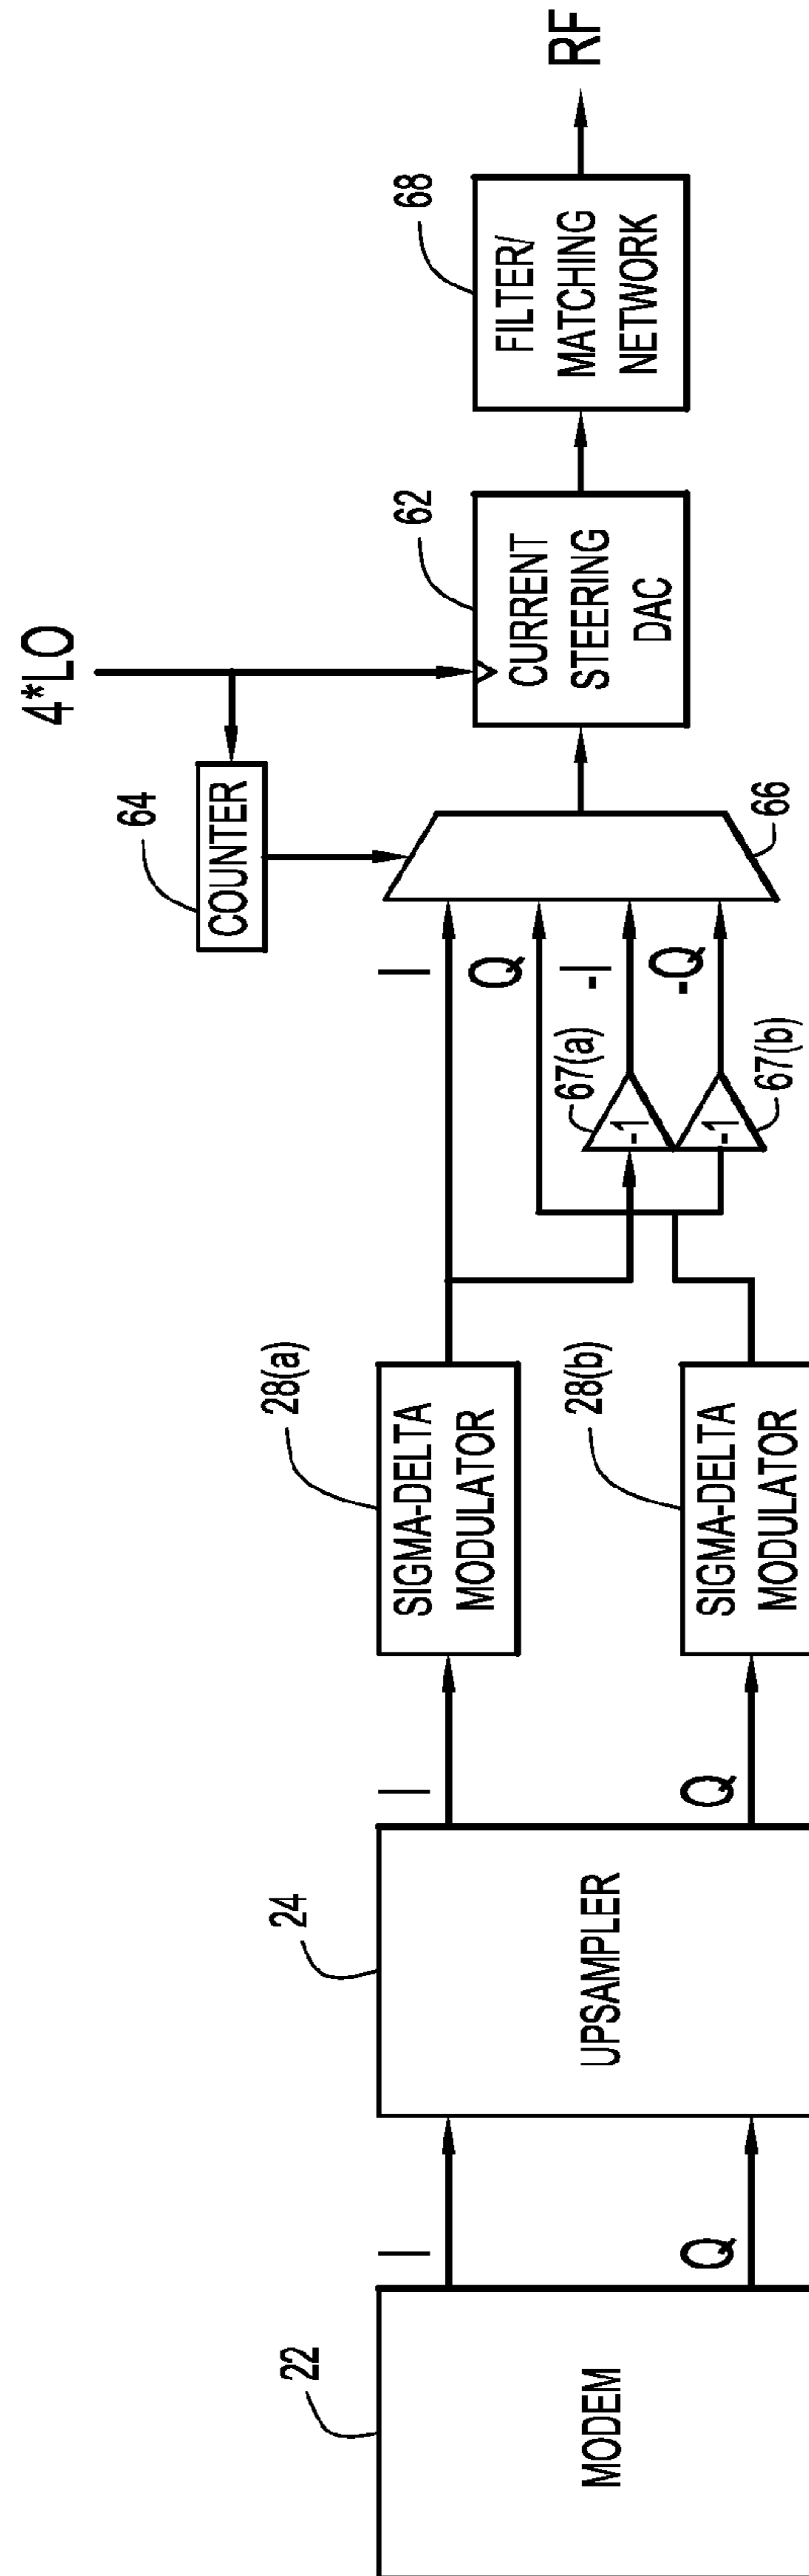 22
MODEM
I
Q
24
UPSAMPLER
I
Q
28(a)
SIGMA-DELTA
MODULATOR
28(b)
SIGMA-DELTA
MODULATOR
I
Q
-I
-Q
67(a)
-1
-1
67(b)
64
COUNTER
4*LO
66
62
CURRENT
STEERING
DAC
68
FILTER/
MATCHING
NETWORK
RF